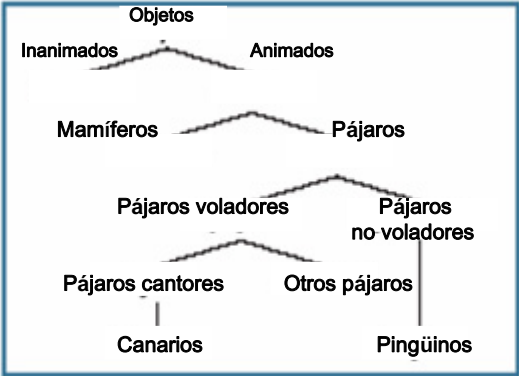 Objetos
Inanimados Animados
Mamíferos Pájaros
Pájaros voladores Pájaros
no voladores
Pájaros cantores Otros pájaros
Canarios Pingüinos